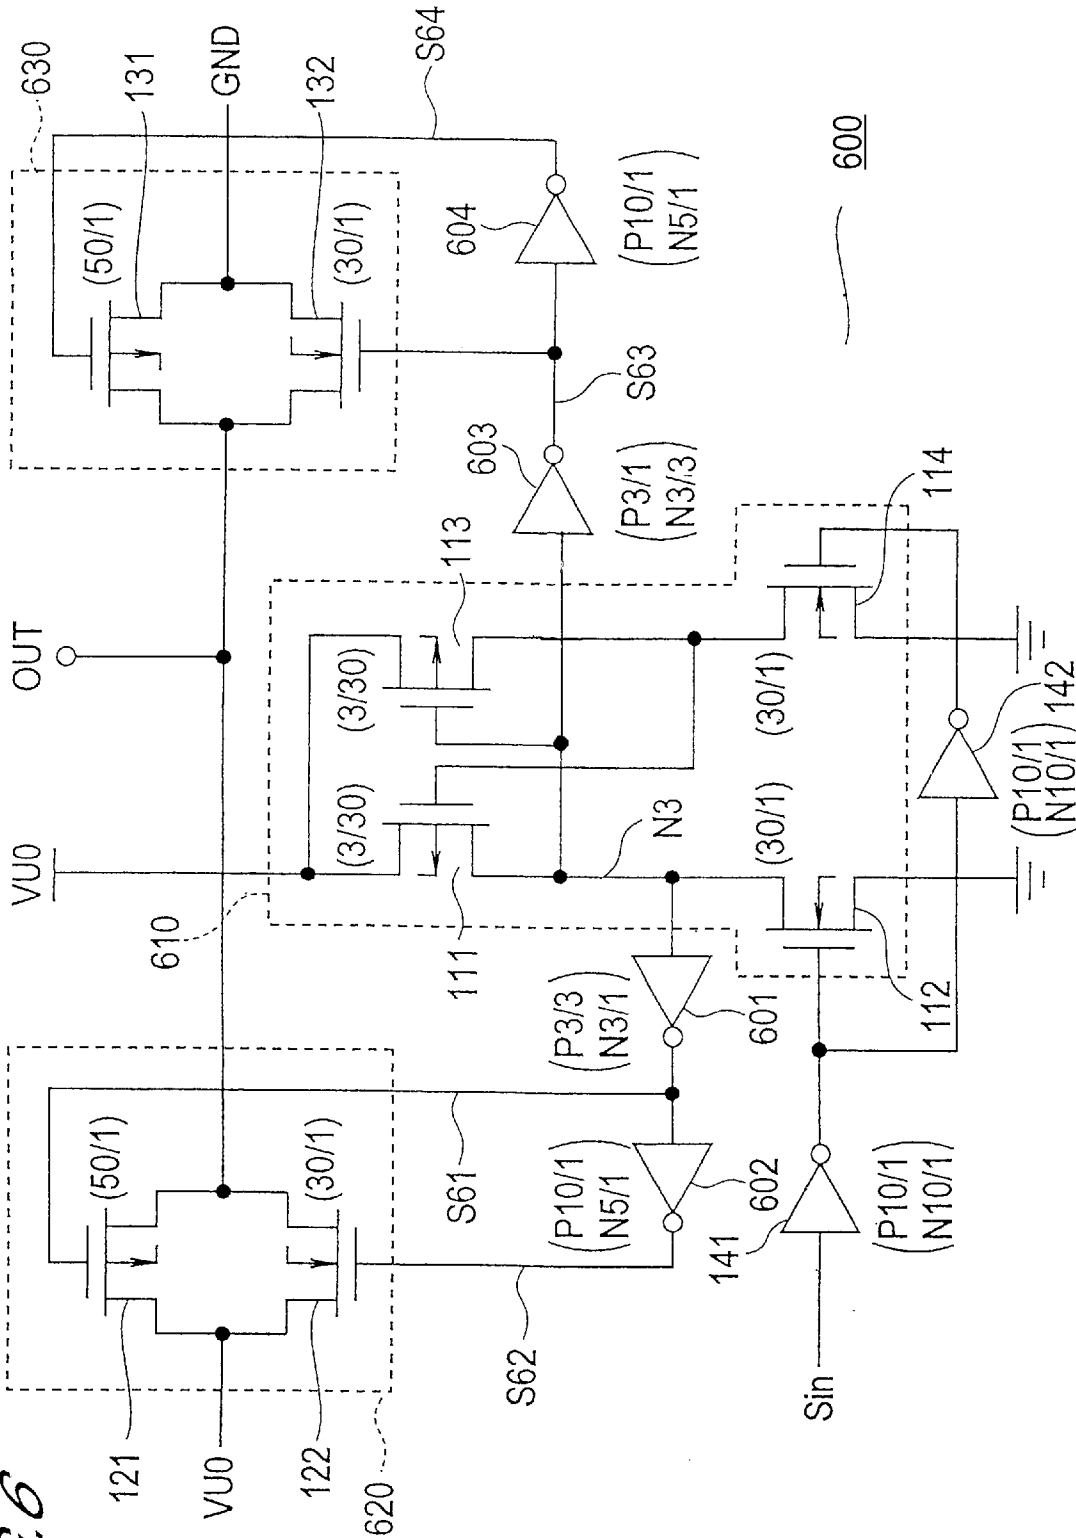 630
131
GND
132
S64
(50/1)
(30/1)
604
(P10/1
N5/1)
600
S63
603
(P3/1
N3/3)
OUT
113
(3/30)
(3/30)
114
(30/1)
(30/1)
142
(P10/1
N10/1)
VU0
610
111
N3
112
(P3/3
N3/1)
601
(50/1)
(30/1)
S61
(P10/1
N5/1)
602
141
(P10/1
N10/1)
121
VU0
122
620
S62
Sin